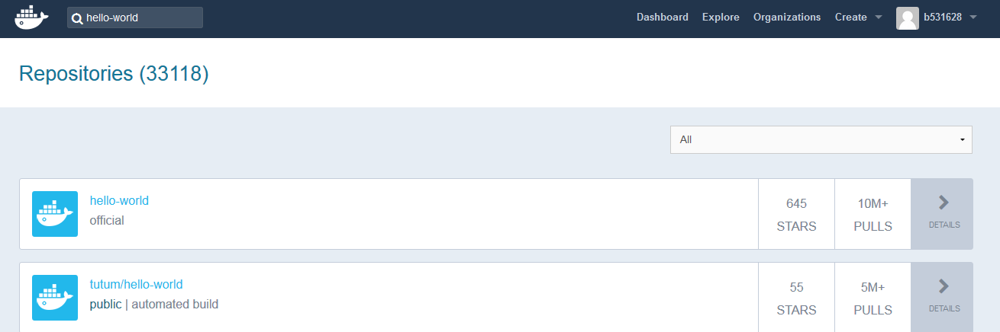 hello-world
Dashboard Explore Organizations Create b531628
Repositories (33118)
All
hello-world
official
645
STARS
10M+
PULLS
DETAILS
tutum/hello-world
public | automated build
55
STARS
5M+
PULLS
DETAILS